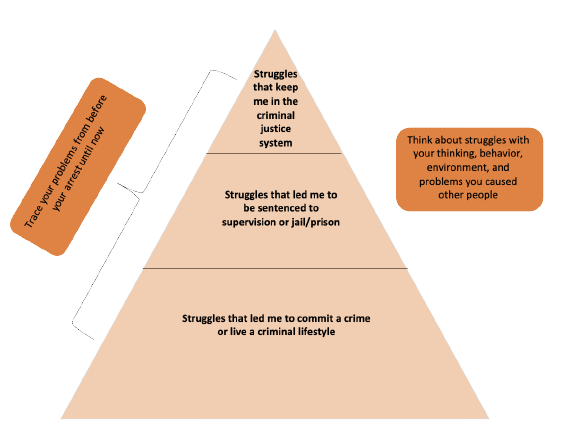 Struggles
that keep
me in the
criminal
justice
system
Trace your problems from before
your arrest until now
Think about struggles with
your thinking, behavior,
environment, and
problems you caused
other people
Struggles that led me to
be sentenced to
supervision or jail/prison
Struggles that led me to commit a crime
or live a criminal lifestyle